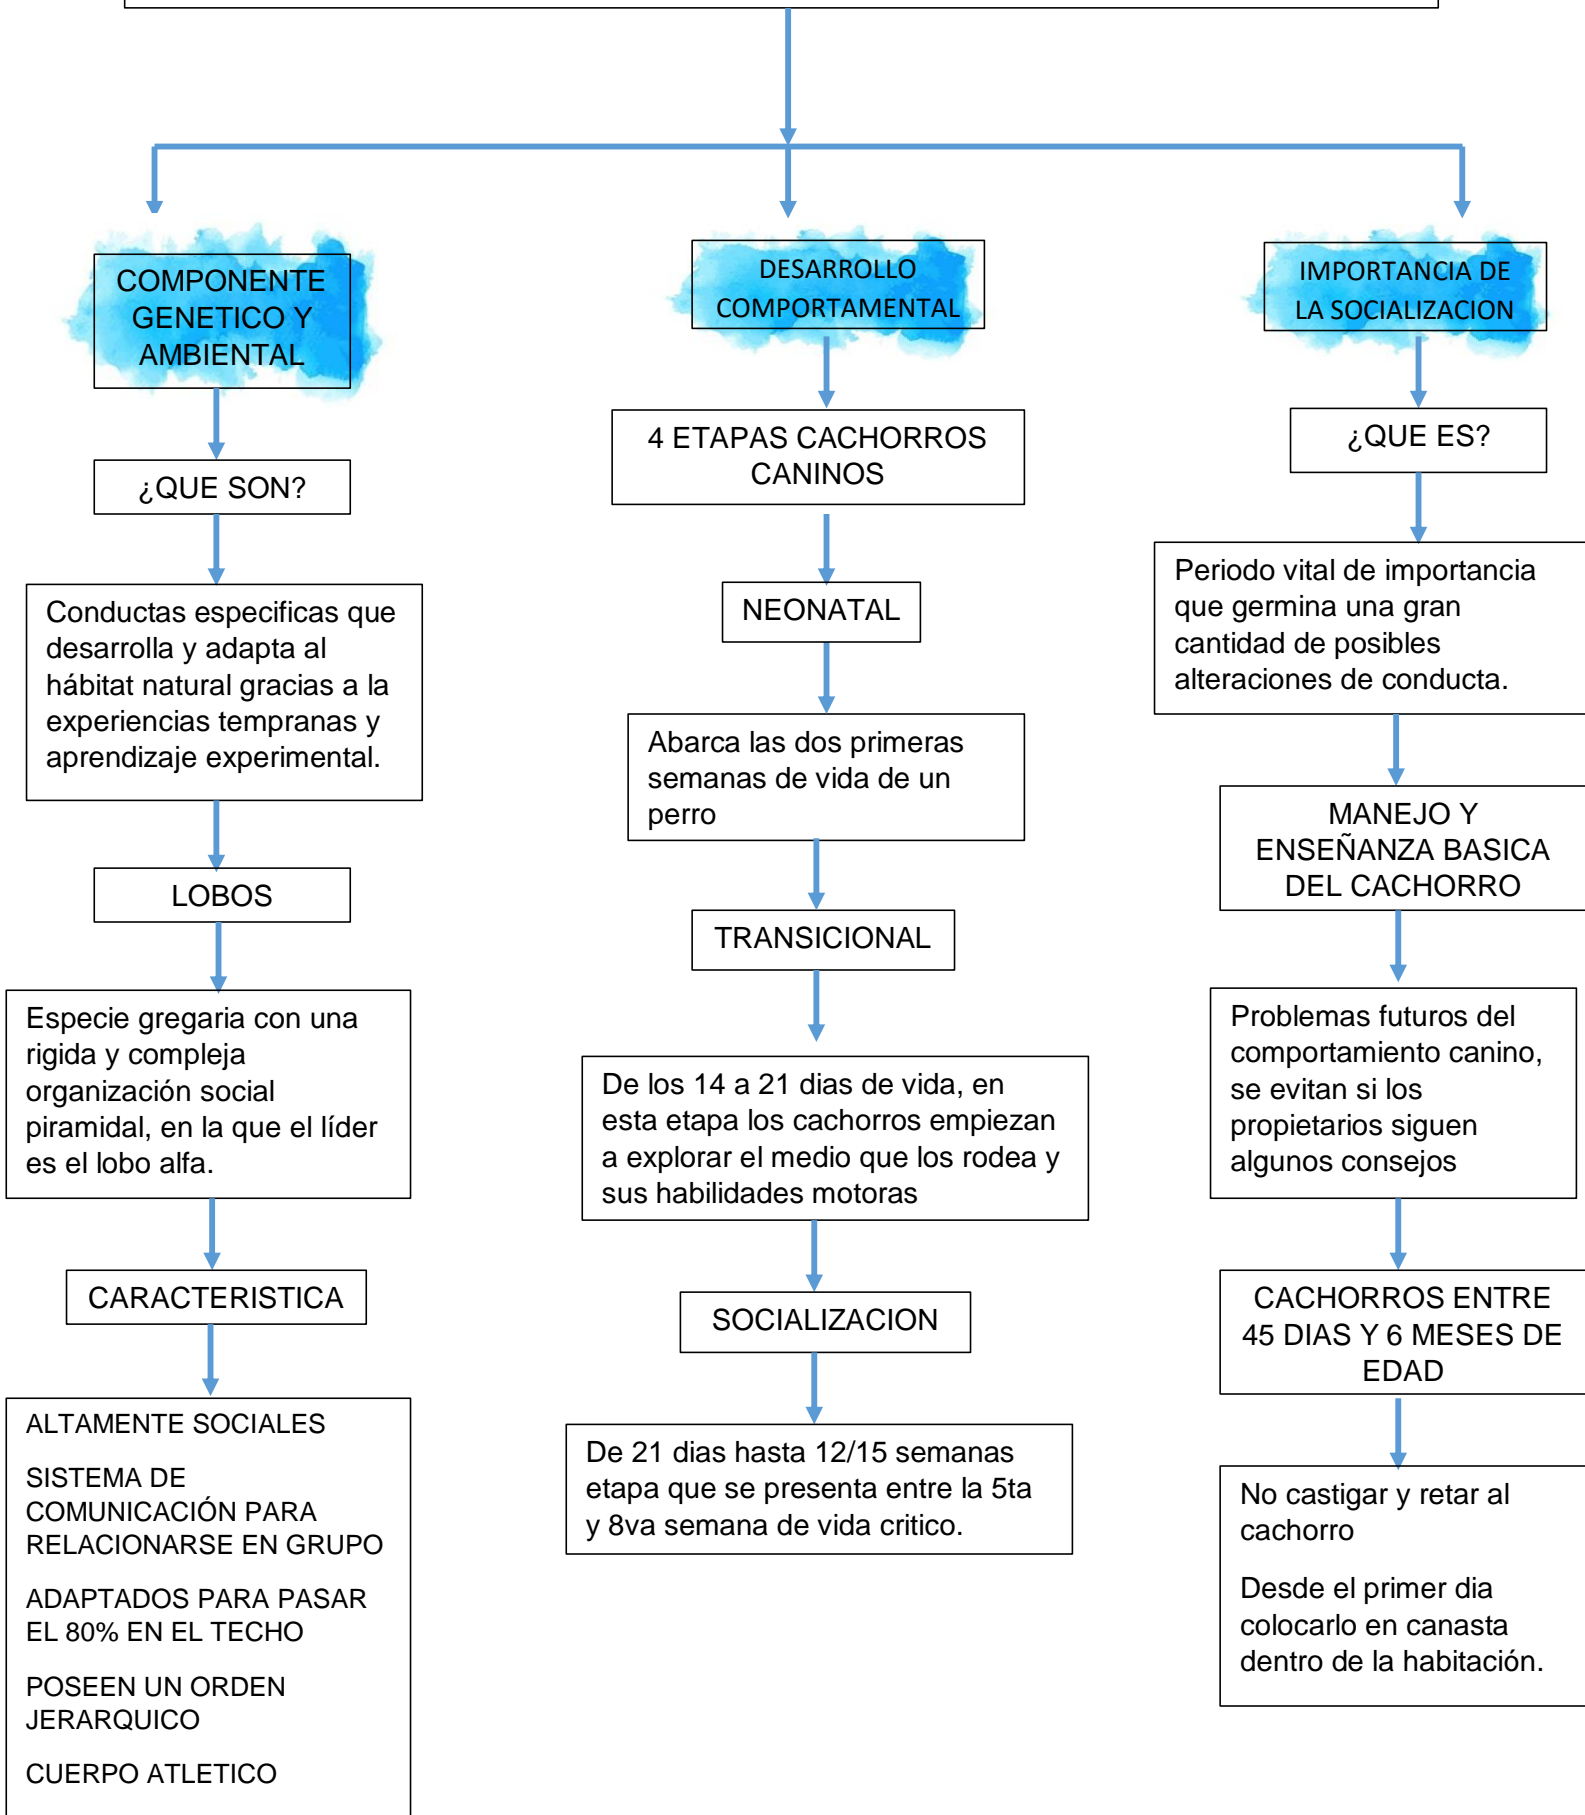 COMPONENTE
GENETICO Y
AMBIENTAL
¿QUE SON?
Conductas especificas que
desarrolla y adapta al
hábitat natural gracias a la
experiencias tempranas y
aprendizaje experimental.
LOBOS
Especie gregaria con una
rigida y compleja
organización social
piramidal, en la que el líder
es el lobo alfa.
CARACTERISTICA
ALTAMENTE SOCIALES
SISTEMA DE
COMUNICACIÓN PARA
RELACIONARSE EN GRUPO
ADAPTADOS PARA PASAR
EL 80% EN EL TECHO
POSEEN UN ORDEN
JERARQUICO
CUERPO ATLETICO
DESARROLLO
COMPORTAMENTAL
4 ETAPAS CACHORROS
CANINOS
NEONATAL
Abarca las dos primeras
semanas de vida de un
perro
TRANSICIONAL
De los 14 a 21 dias de vida, en
esta etapa los cachorros empiezan
a explorar el medio que los rodea y
sus habilidades motoras
SOCIALIZACION
De 21 dias hasta 12/15 semanas
etapa que se presenta entre la 5ta
y 8va semana de vida critico.
IMPORTANCIA DE
LA SOCIALIZACION
¿QUE ES?
Periodo vital de importancia
que germina una gran
cantidad de posibles
alteraciones de conducta.
MANEJO Y
ENSEÑANZA BASICA
DEL CACHORRO
Problemas futuros del
comportamiento canino,
se evitan si los
propietarios siguen
algunos consejos
CACHORROS ENTRE
45 DIAS Y 6 MESES DE
EDAD
No castigar y retar al
cachorro
Desde el primer dia
colocarlo en canasta
dentro de la habitación.